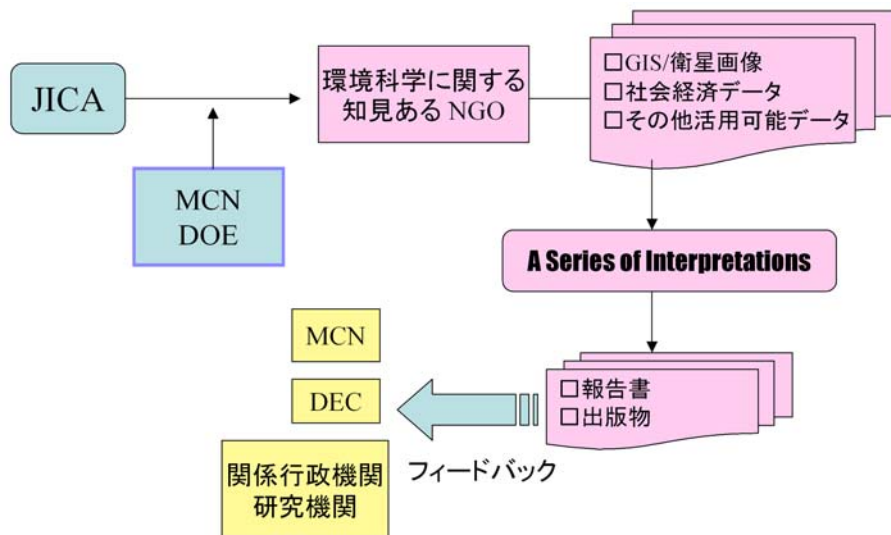 JICA
環境科学に関する
知見ある NGO
□GIS/衛星画像
□社会経済データ
□その他活用可能データ
MCN
DOE
A Series of Interpretations
MCN
DEC
□報告書
□出版物
関係行政機関
研究機関
フィードバック